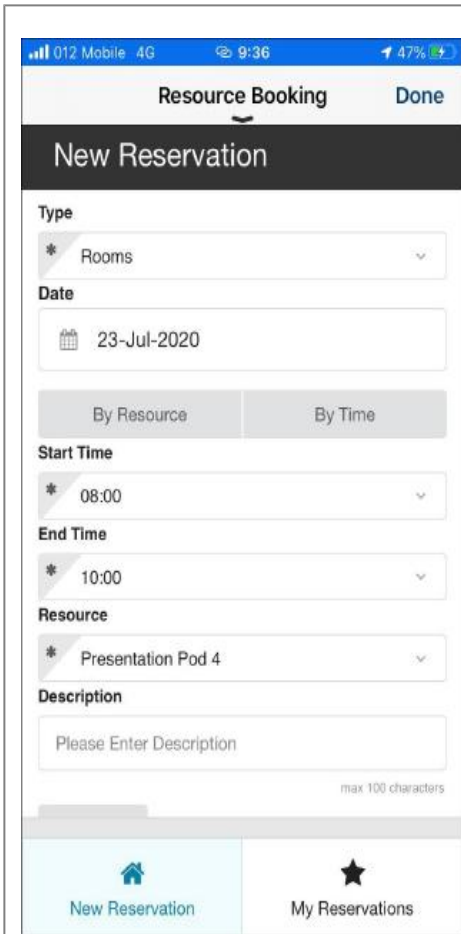 012 Mobile 4G 9:36 47%
Resource Booking Done
New Reservation
Type
* Rooms
Date
23-Jul-2020
By Resource By Time
Start Time
* 08:00
End Time
* 10:00
Resource
* Presentation Pod 4
Description
Please Enter Description
max 100 characters
New Reservation My Reservations